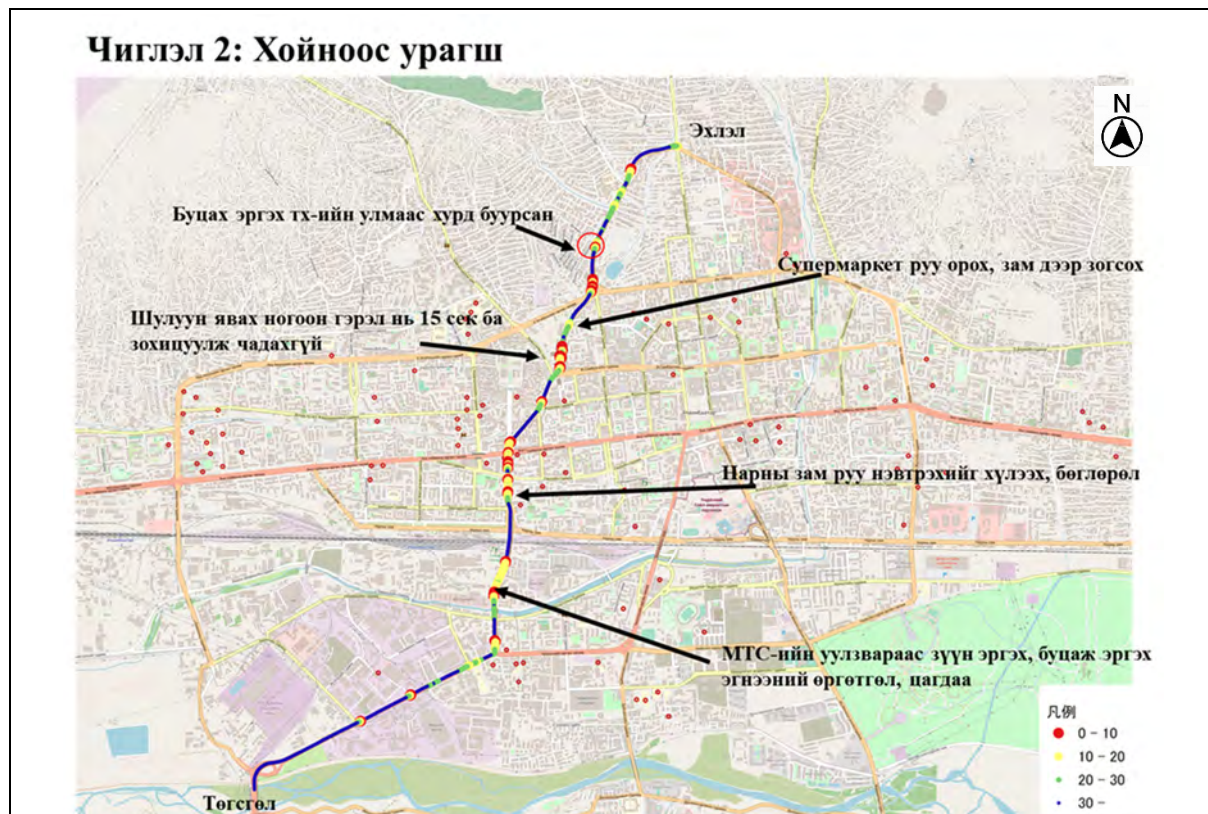 Чиглэл 2: Хойноос урагш
N
Эхлэл
Буцах эргэх тх-ийн улмаас хурд буурсан
Супермаркет руу орох, зам дээр зогсох
Шулуун явах ногоон гэрэл нь 15 сек ба
зохицуулж чадахгүй
Нарны зам руу нэвтрэхийг хүлээх, бөглөрөл
МТС-ийн уулзвараас зүүн эргэх, буцаж эргэх
эгнээний өргөтгөл, цагдаа
凡例
0 - 10
10 - 20
20 - 30
30 -
Төгсгөл